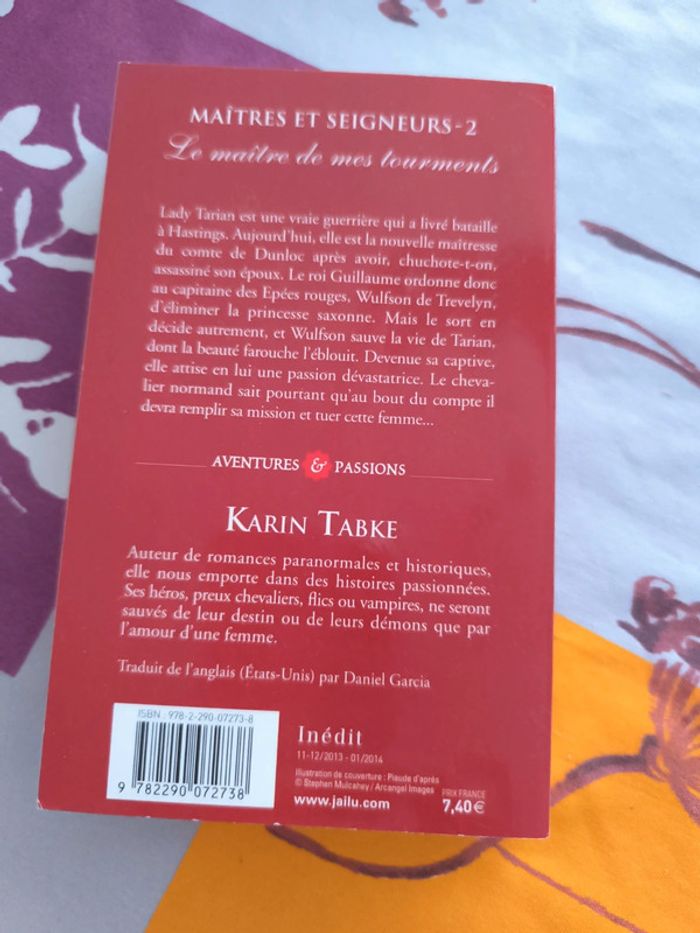 MAÎTRES ET SEIGNEURS-2
Le maître de mes tourments
Lady Tarian est une vraie guerrière qui a livré bataille
à Hastings. Aujourd'hui, elle est la nouvelle maîtresse
du comte de Dunloc après avoir, chuchote-t-on,
assassiné son époux. Le roi Guillaume ordonne donc
au capitaine des Epées rouges, Wulfson de Trevelyn,
d'éliminer la princesse saxonne. Mais le sort en
décide autrement, et Wulfson sauve la vie de Tarian,
dont la beauté farouche l'éblouit. Devenue sa captive,
elle attise en lui une passion dévastatrice. Le cheva-
lier normand sait pourtant qu'au bout du compte il
devra remplir sa mission et tuer cette femme...
AVENTURES & PASSIONS
KARIN TABKE
Auteur de romances paranormales et historiques,
elle nous emporte dans des histoires passionnées.
Ses héros, preux chevaliers, flics ou vampires, ne seront
sauvés de leur destin ou de leurs démons que par
l'amour d'une femme.
Traduit de l'anglais (États-Unis) par Daniel Garcia
ISBN : 978-2-290-07273-8
9 782290 072738
Inédit
11-12/2013 - 01/2014
Illustration de couverture : Piaude d'après
© Stephen Mulcahey / Arcangel Images
www.jailu.com
PRIX FRANCE
7,40 €